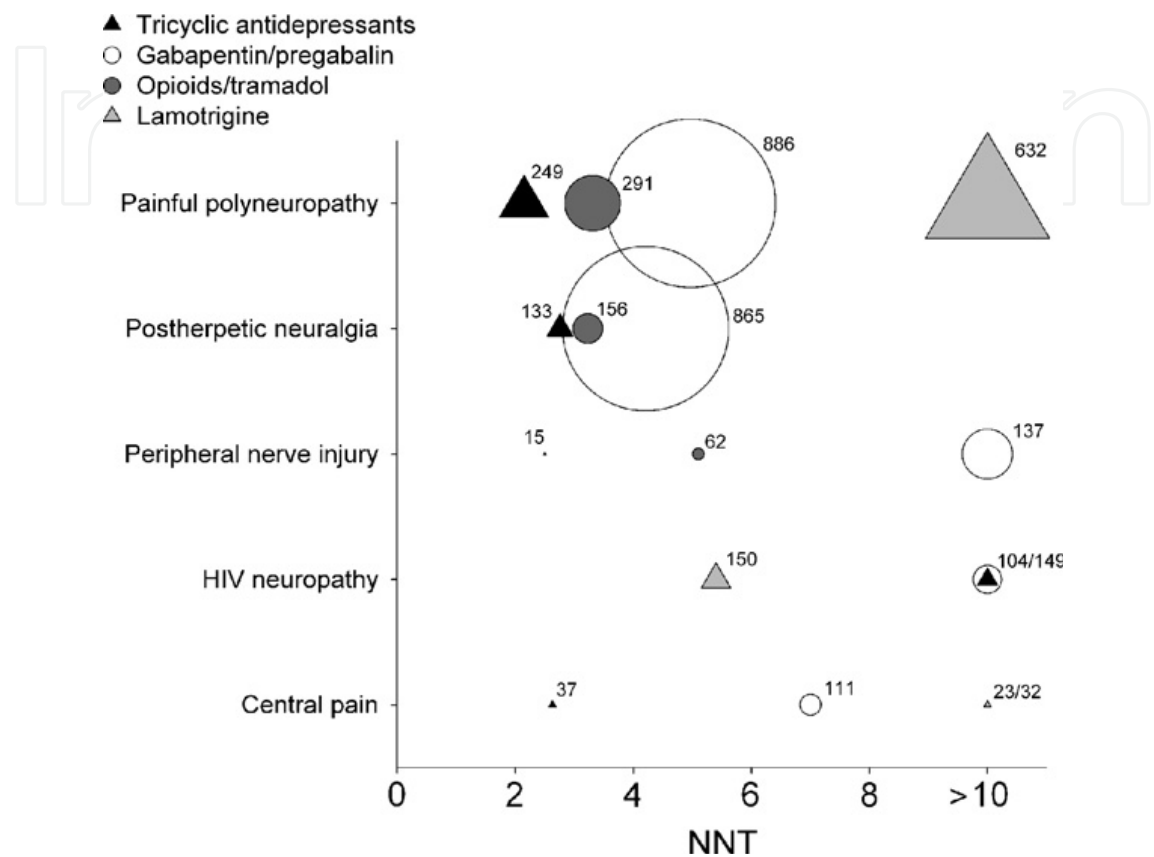 Tricyclic antidepressants
Gabapentin/pregabalin
Opioids/tramadol
Lamotrigine
Painful polyneuropathy
249
291
886
632
Postherpetic neuralgia
133
156
865
Peripheral nerve injury
15
62
137
HIV neuropathy
150
104/149
Central pain
37
111
23/32
0 2 4 6 8 >10
NNT